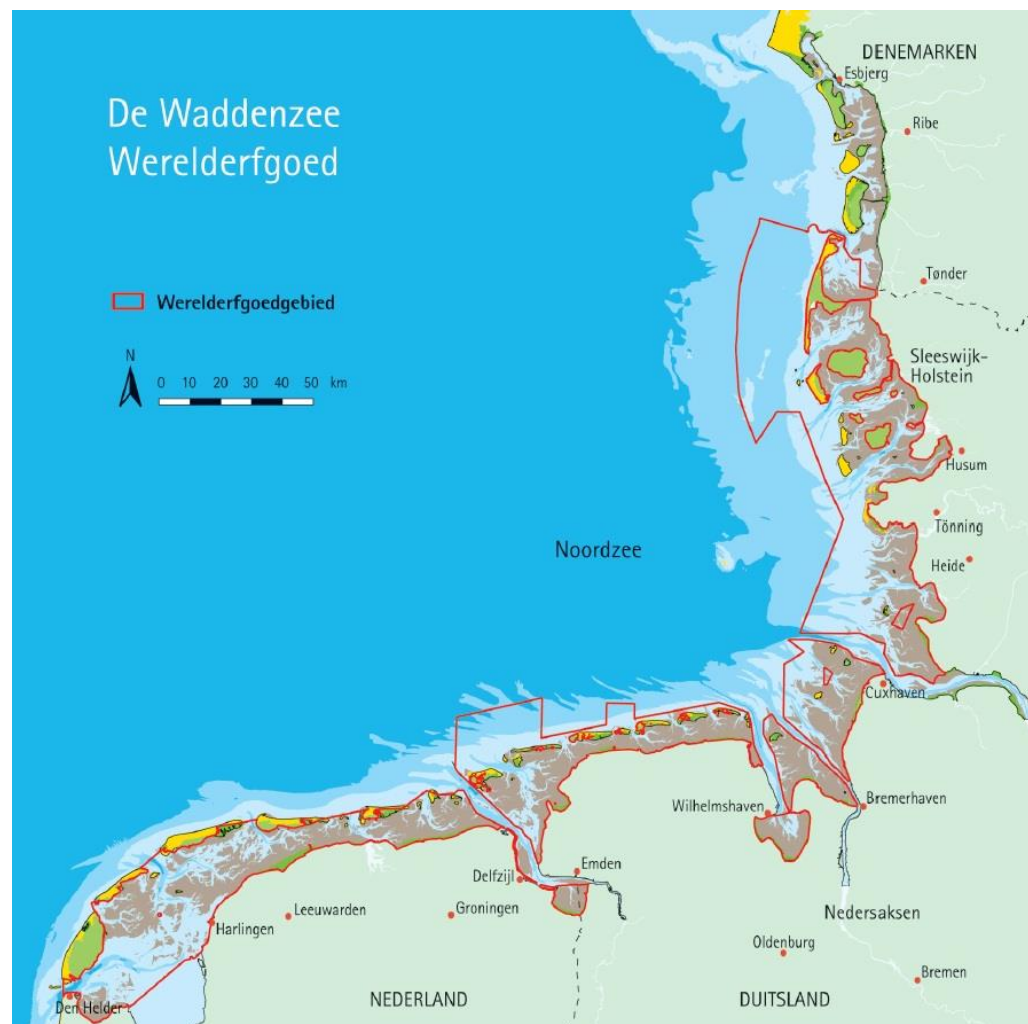 De Waddenzee
Werelderfgoed
Werelderfgoedgebied
N
0 10 20 30 40 50 km
DENEMARKEN
Esbjerg
Ribe
Tønder
Sleeswijk-
Holstein
Husum
Tönning
Heide
Noordzee
Cuxhaven
Wilhelmshaven
Bremerhaven
Emden
Delfzijl
Leeuwarden
Groningen
Harlingen
Nedersaksen
Oldenburg
Bremen
Den Helder
NEDERLAND
DUITSLAND